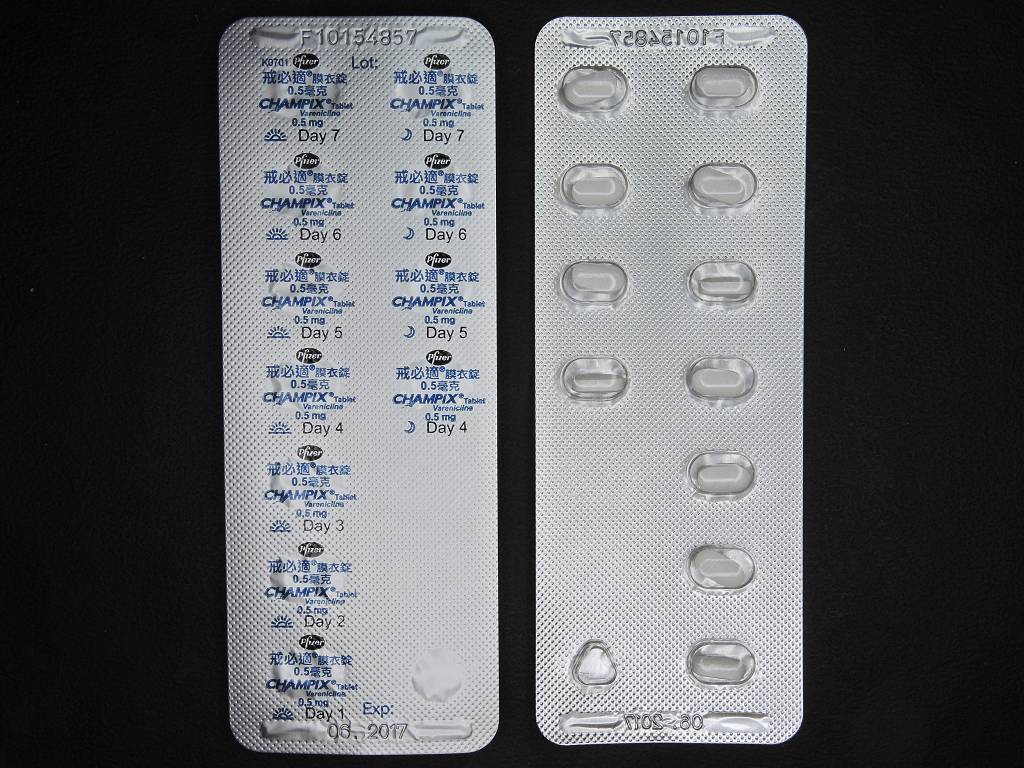 F10154857
K0701 Pfizer Lot: Pfizer
戒必適®膜衣錠 戒必適®膜衣錠
0.5毫克 0.5毫克
CHAMPIX® Tablet CHAMPIX® Tablet
Varenicline Varenicline
0.5 mg 0.5 mg
Day 7 Day 7
Pfizer Pfizer
戒必適®膜衣錠 戒必適®膜衣錠
0.5毫克 0.5毫克
CHAMPIX® Tablet CHAMPIX® Tablet
Varenicline Varenicline
0.5 mg 0.5 mg
Day 6 Day 6
Pfizer Pfizer
戒必適®膜衣錠 戒必適®膜衣錠
0.5毫克 0.5毫克
CHAMPIX® Tablet CHAMPIX® Tablet
Varenicline Varenicline
0.5 mg 0.5 mg
Day 5 Day 5
Pfizer Pfizer
戒必適®膜衣錠 戒必適®膜衣錠
0.5毫克 0.5毫克
CHAMPIX® Tablet CHAMPIX® Tablet
Varenicline Varenicline
0.5 mg 0.5 mg
Day 4 Day 4
Pfizer
戒必適®膜衣錠
0.5毫克
CHAMPIX® Tablet
Varenicline
0.5 mg
Day 3
Pfizer
戒必適®膜衣錠
0.5毫克
CHAMPIX® Tablet
Varenicline
0.5 mg
Day 2
Pfizer
戒必適®膜衣錠
0.5毫克
CHAMPIX® Tablet
Varenicline
0.5 mg
Day 1 Exp:
06, 2017
F10154857
06, 2017